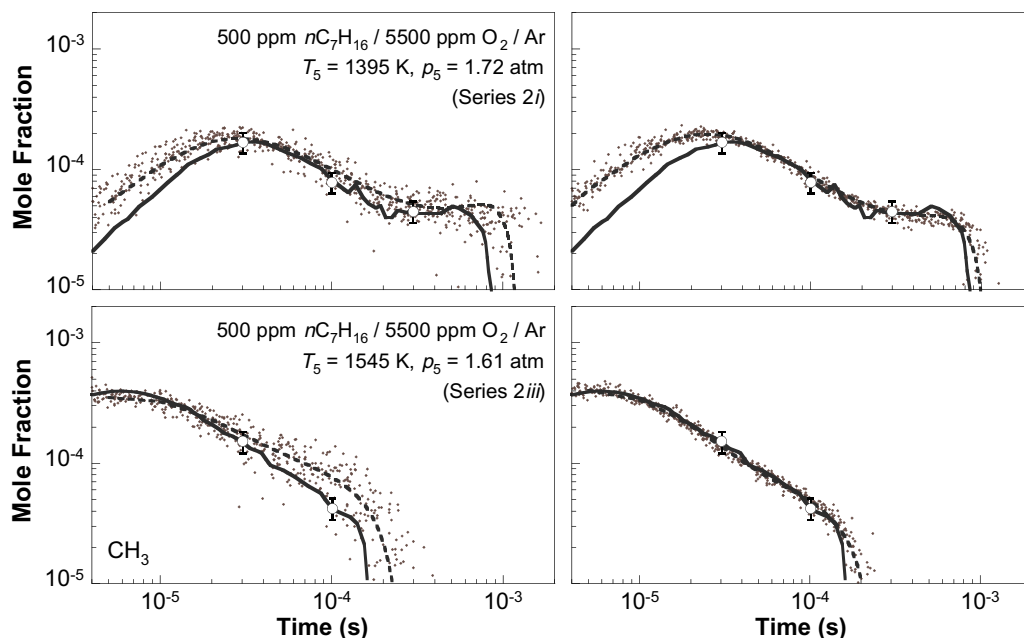 10⁻³
500 ppm nC₇H₁₆ / 5500 ppm O₂ / Ar
T₅ = 1395 K, p₅ = 1.72 atm
(Series 2i)
Mole Fraction
10⁻⁴
10⁻⁵
500 ppm nC₇H₁₆ / 5500 ppm O₂ / Ar
10⁻³
T₅ = 1545 K, p₅ = 1.61 atm
(Series 2iii)
Mole Fraction
10⁻⁴
CH₃
10⁻⁵
10⁻⁵ 10⁻⁴ 10⁻³ 10⁻⁵ 10⁻⁴ 10⁻³
Time (s) Time (s)